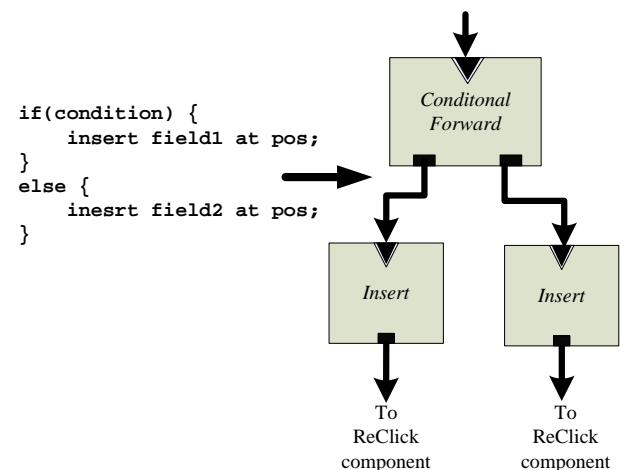 if(condition) {
insert field1 at pos;
}
else {
inesrt field2 at pos;
}
Conditonal
Forward
Insert
Insert
To
ReClick
component
To
ReClick
component